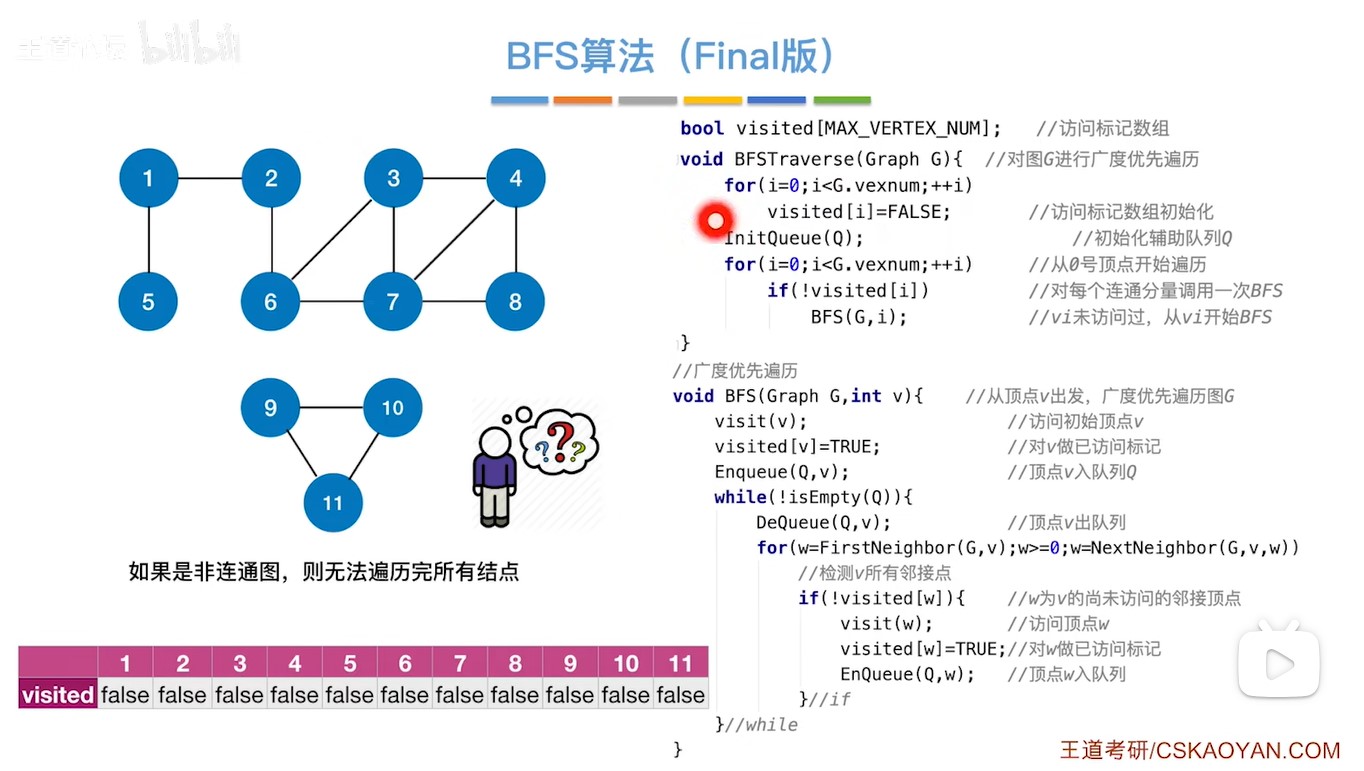 bilibili
BFS算法（Final版）
1 2 3 4
5 6 7 8
9 10
11
如果是非连通图，则无法遍历完所有结点
1 2 3 4 5 6 7 8 9 10 11
visited false false false false false false false false false false false
bool visited[MAX_VERTEX_NUM]; //访问标记数组
void BFSTraverse(Graph G){ //对图G进行广度优先遍历
for(i=0;i<G.vexnum;++i)
visited[i]=FALSE; //访问标记数组初始化
InitQueue(Q); //初始化辅助队列Q
for(i=0;i<G.vexnum;++i) //从0号顶点开始遍历
if(!visited[i]) //对每个连通分量调用一次BFS
BFS(G,i); //vi未访问过，从vi开始BFS
}
//广度优先遍历
void BFS(Graph G,int v){ //从顶点v出发，广度优先遍历图G
visit(v); //访问初始顶点v
visited[v]=TRUE; //对v做已访问标记
Enqueue(Q,v); //顶点v入队列Q
while(!isEmpty(Q)){
DeQueue(Q,v); //顶点v出队列
for(w=FirstNeighbor(G,v);w>=0;w=NextNeighbor(G,v,w))
//检测v所有邻接点
if(!visited[w]){ //w为v的尚未访问的邻接顶点
visit(w); //访问顶点w
visited[w]=TRUE;//对w做已访问标记
EnQueue(Q,w); //顶点w入队列
}//if
}//while
}
王道考研/CSKAOYAN.COM